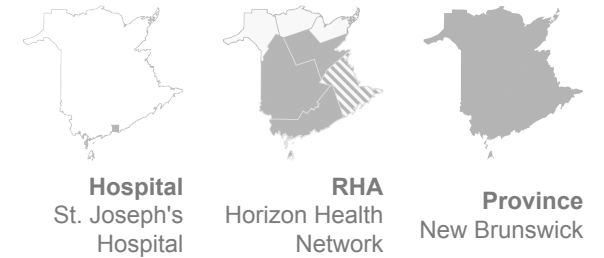 Hospital
St. Joseph's
Hospital
RHA
Horizon Health
Network
Province
New Brunswick